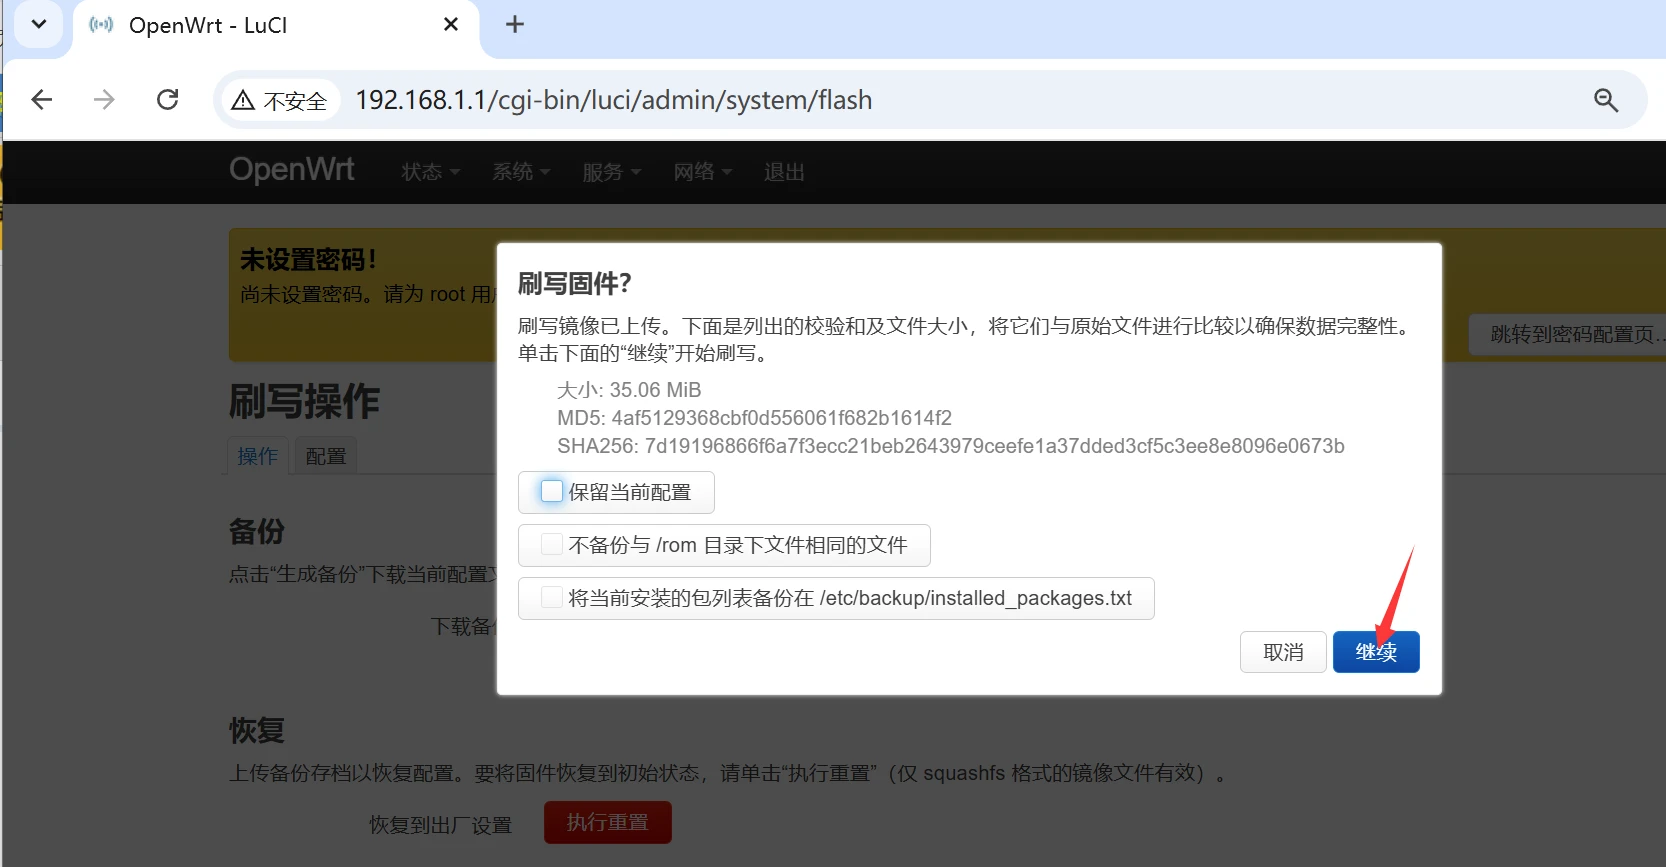 OpenWrt - LuCI
不安全
192.168.1.1/cgi-bin/luci/admin/system/flash
OpenWrt 状态 系统 服务 网络 退出
未设置密码！
尚未设置密码。请为 root 用
跳转到密码配置页...
刷写操作
操作 配置
备份
点击“生成备份”下载当前配置
下载备
恢复
上传备份存档以恢复配置。要将固件恢复到初始状态，请单击“执行重置”（仅 squashfs 格式的镜像文件有效）。
恢复到出厂设置 执行重置
刷写固件？
刷写镜像已上传。下面是列出的校验和及文件大小，将它们与原始文件进行比较以确保数据完整性。
单击下面的“继续”开始刷写。
大小: 35.06 MiB
MD5: 4af5129368cbf0d556061f682b1614f2
SHA256: 7d19196866f6a7f3ecc21beb2643979ceefe1a37dded3cf5c3ee8e8096e0673b
保留当前配置
不备份与 /rom 目录下文件相同的文件
将当前安装的包列表备份在 /etc/backup/installed_packages.txt
取消 继续